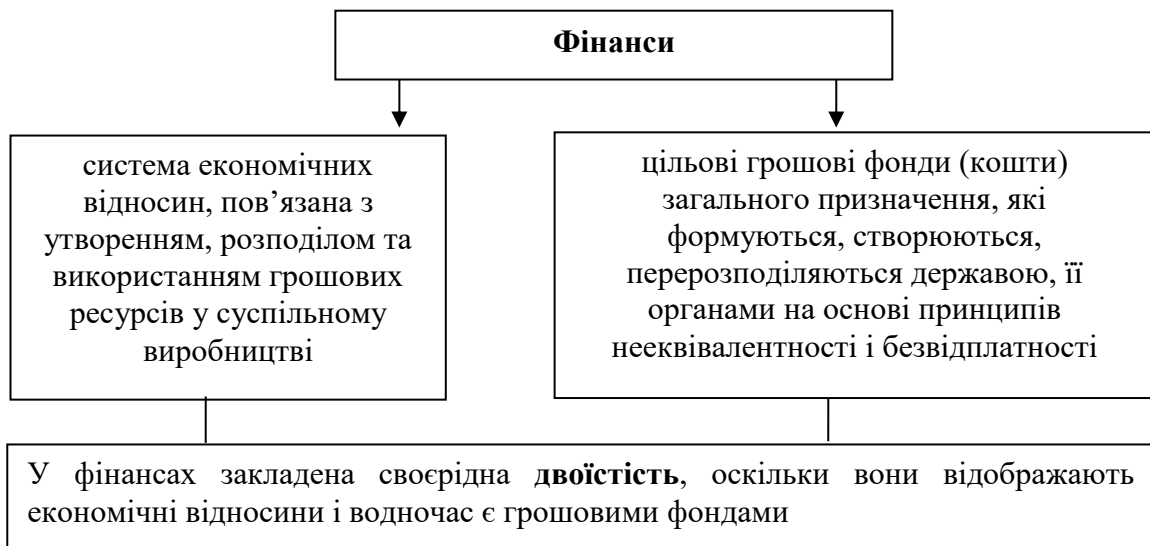 Фінанси
система економічних
відносин, пов’язана з
утворенням, розподілом та
використанням грошових
ресурсів у суспільному
виробництві
цільові грошові фонди (кошти)
загального призначення, які
формуються, створюються,
перерозподіляються державою, її
органами на основі принципів
нееквівалентності і безвідплатності
У фінансах закладена своєрідна двоїстість, оскільки вони відображають
економічні відносини і водночас є грошовими фондами